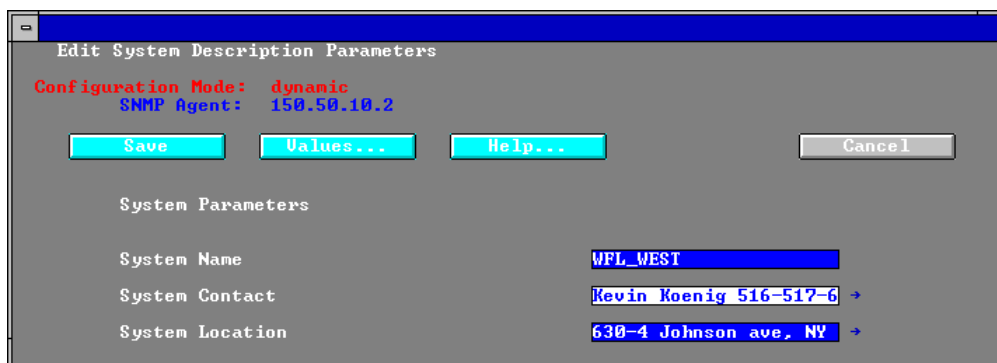 Edit System Description Parameters
Configuration Mode: dynamic
SNMP Agent: 150.50.10.2
Save Values... Help... Cancel
System Parameters
System Name WFL_WEST
System Contact Kevin Koenig 516-517-6 →
System Location 630-4 Johnson ave, NY →